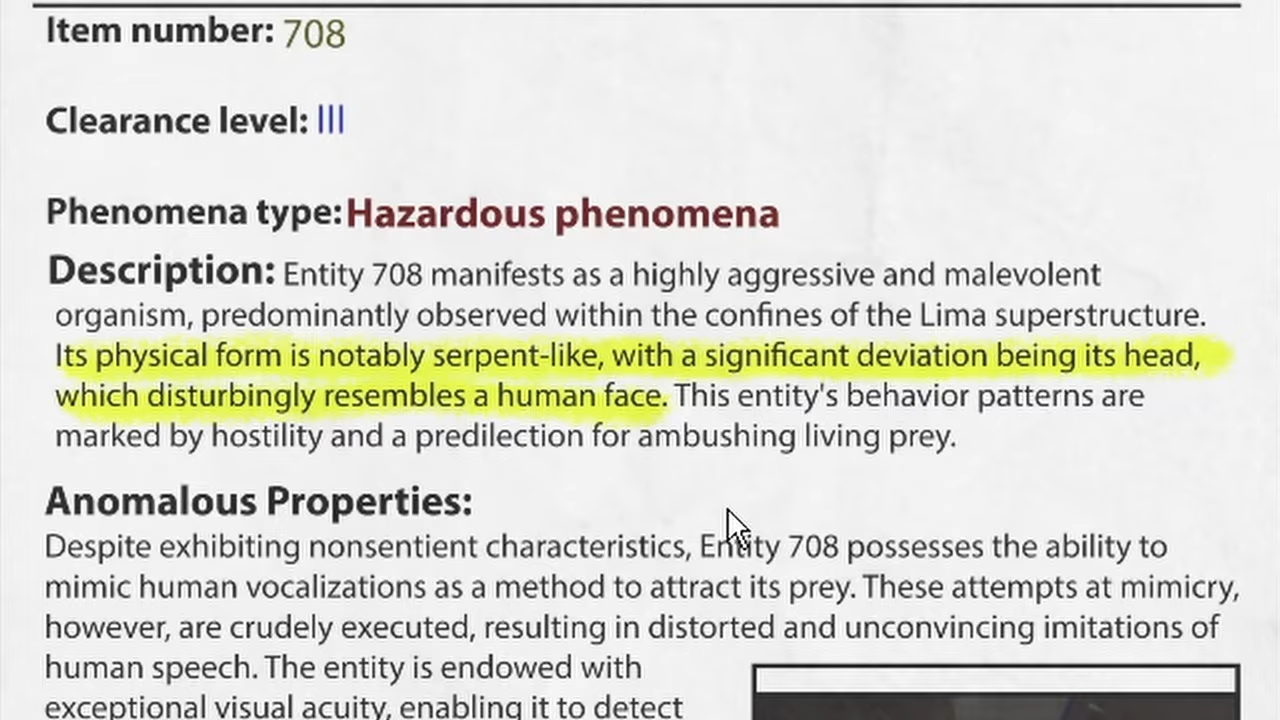 Item number: 708
Clearance level: III
Phenomena type: Hazardous phenomena
Description: Entity 708 manifests as a highly aggressive and malevolent
organism, predominantly observed within the confines of the Lima superstructure.
Its physical form is notably serpent-like, with a significant deviation being its head,
which disturbingly resembles a human face. This entity's behavior patterns are
marked by hostility and a predilection for ambushing living prey.
Anomalous Properties:
Despite exhibiting nonsentient characteristics, Entity 708 possesses the ability to
mimic human vocalizations as a method to attract its prey. These attempts at mimicry,
however, are crudely executed, resulting in distorted and unconvincing imitations of
human speech. The entity is endowed with
exceptional visual acuity, enabling it to detect